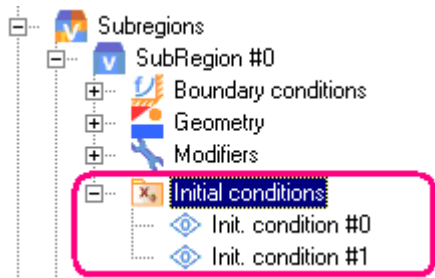 Subregions
SubRegion #0
Boundary conditions
Geometry
Modifiers
Initial conditions
Init. condition #0
Init. condition #1